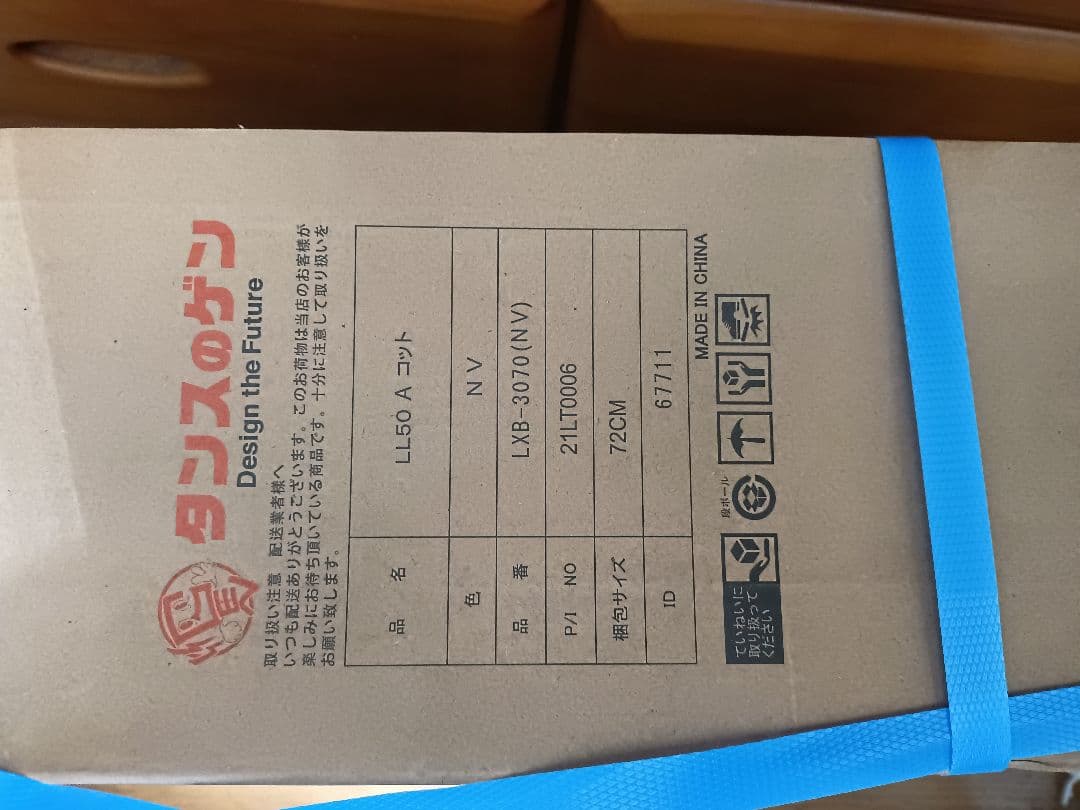 タンスのゲン
Design the Future
取り扱い注意 配送業者様へ
いつも配送ありがとうございます。このお荷物は当店のお客様が
楽しみにお待ち頂いている商品です。十分に注意して取り扱いを
お願い致します。
品 名 LL50 A コット
色 NV
品 番 LXB-3070(NV)
P/I NO 21LT0006
梱包サイズ 72CM
ID 67711
MADE IN CHINA
ていねいに
取り扱って
ください
段ボール